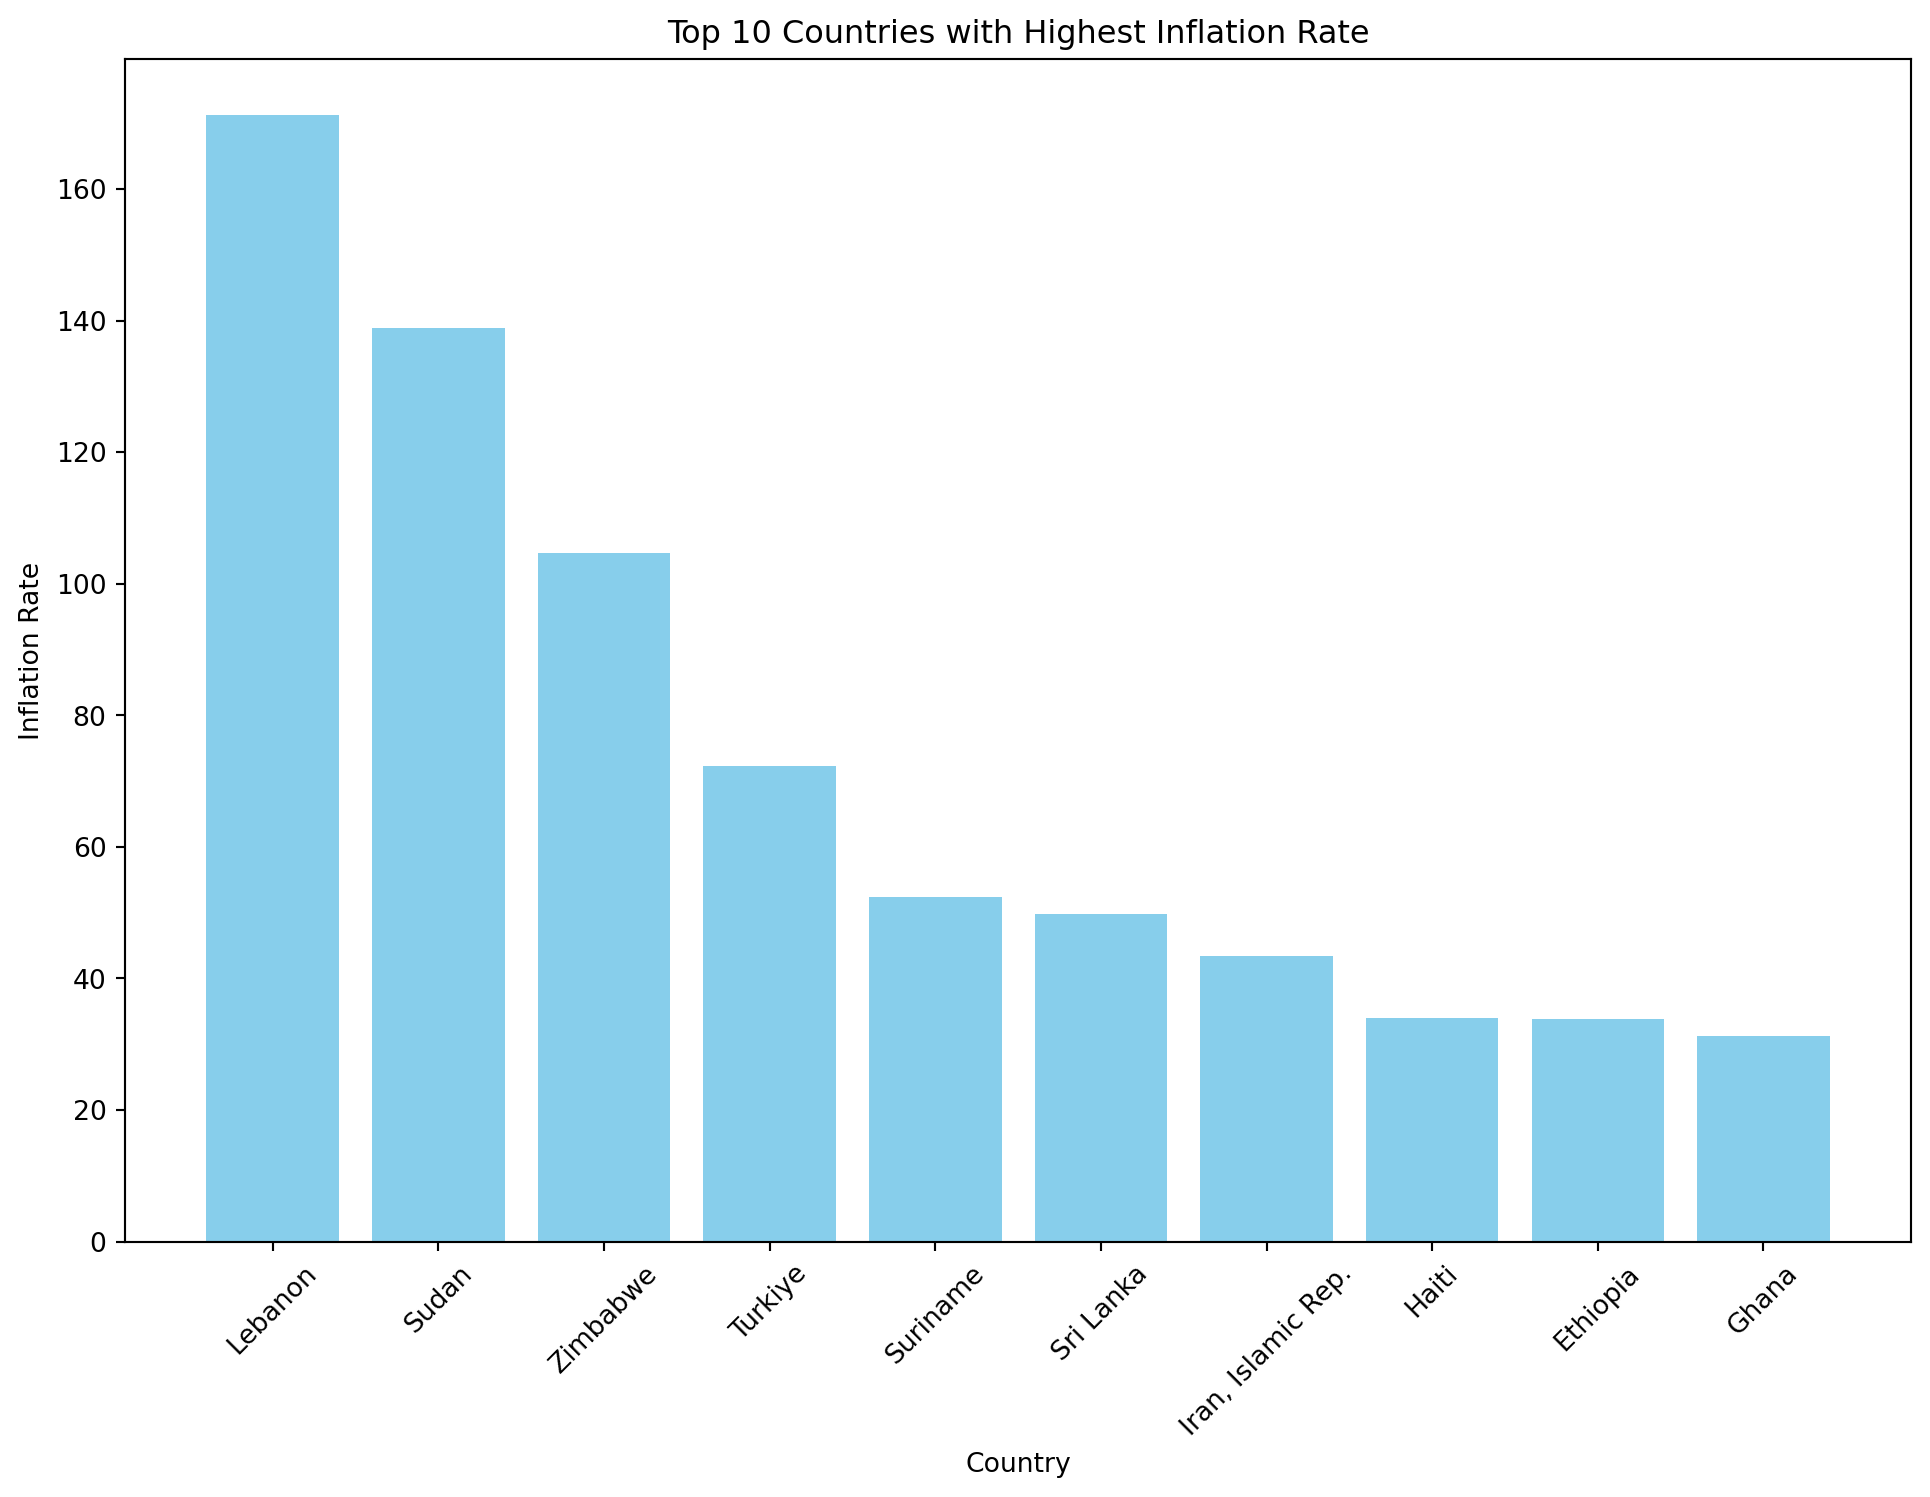 Top 10 Countries with Highest Inflation Rate
Inflation Rate
160
140
120
100
80
60
40
20
0
Lebanon
Sudan
Zimbabwe
Turkiye
Suriname
Sri Lanka
Iran, Islamic Rep.
Haiti
Ethiopia
Ghana
Country